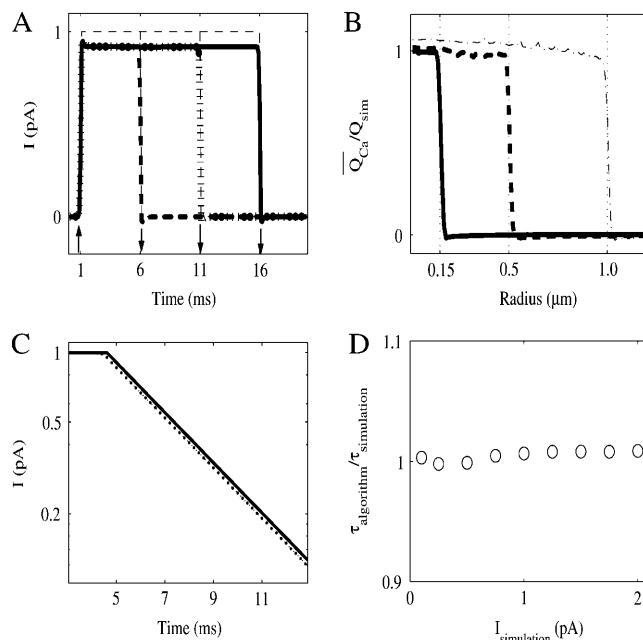 A
I (pA)
1
0
1 6 11 16
Time (ms)
B
Q_Ca/Q_sim
1
0
0.15 0.5 1.0
Radius (μm)
C
I (pA)
1
0.5
0.2
5 7 9 11
Time (ms)
D
τ_algorithm/τ_simulation
1.1
1
0.9
0 1 2
I_simulation (pA)